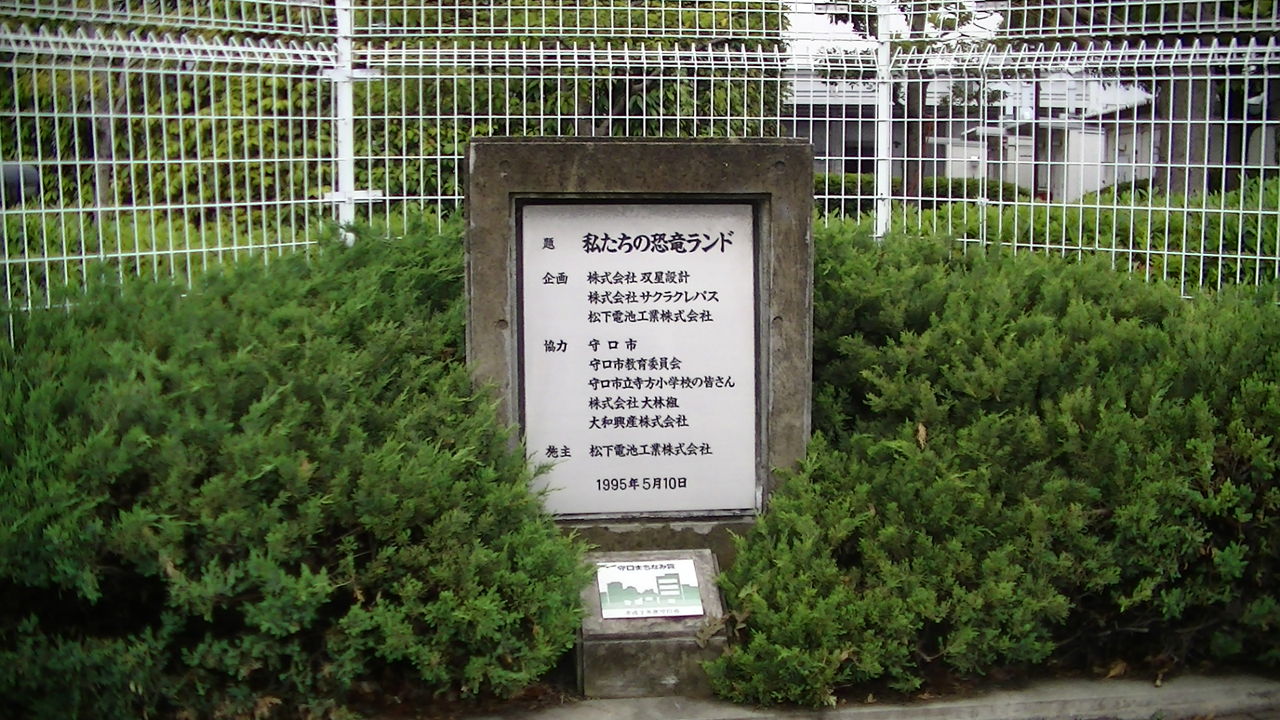 題 私たちの恐竜ランド
企画 株式会社 双星設計
株式会社 サクラクレパス
松下電池工業株式会社
協力 守口市
守口市教育委員会
守口市立寺方小学校の皆さん
株式会社 大林組
大和興産株式会社
施主 松下電池工業株式会社
1995年5月10日
守口まちなみ賞